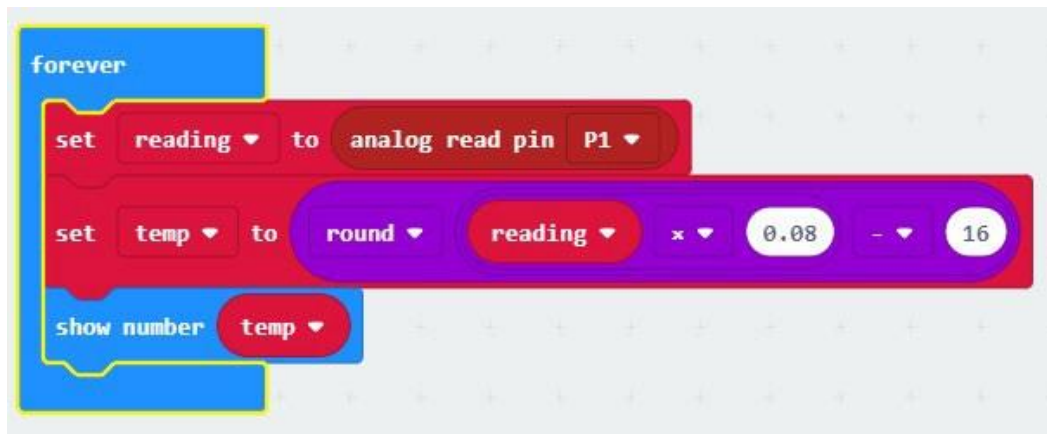 forever
set reading to analog read pin P1
set temp to round reading × 0.08 - 16
show number temp